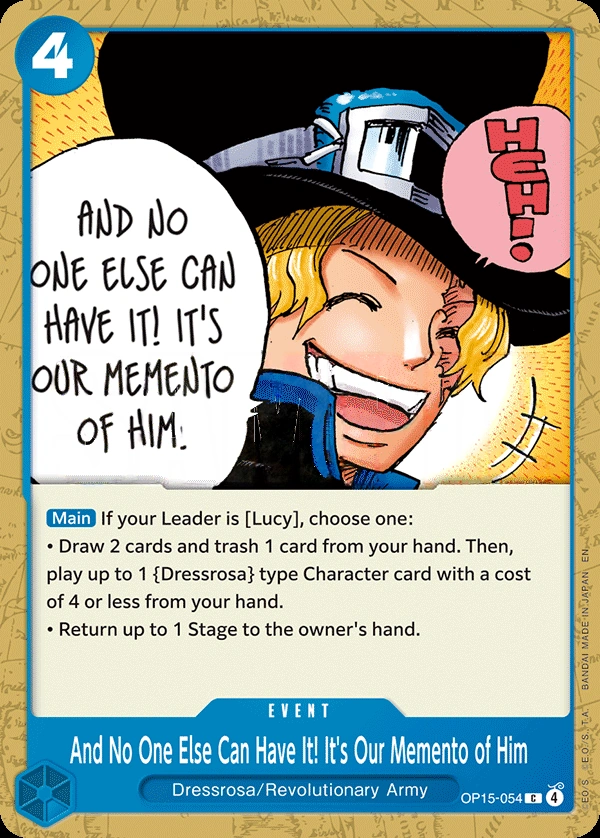 4
HEH!
AND NO
ONE ELSE CAN
HAVE IT! IT'S
OUR MEMENTO
OF HIM.
Main If your Leader is [Lucy], choose one:
• Draw 2 cards and trash 1 card from your hand. Then,
play up to 1 {Dressrosa} type Character card with a cost
of 4 or less from your hand.
• Return up to 1 Stage to the owner's hand.
EVENT
And No One Else Can Have It! It's Our Memento of Him
Dressrosa/Revolutionary Army
OP15-054 C 4
E.O.S., E.O.S./T.A. BANDAI MADE IN JAPAN EN